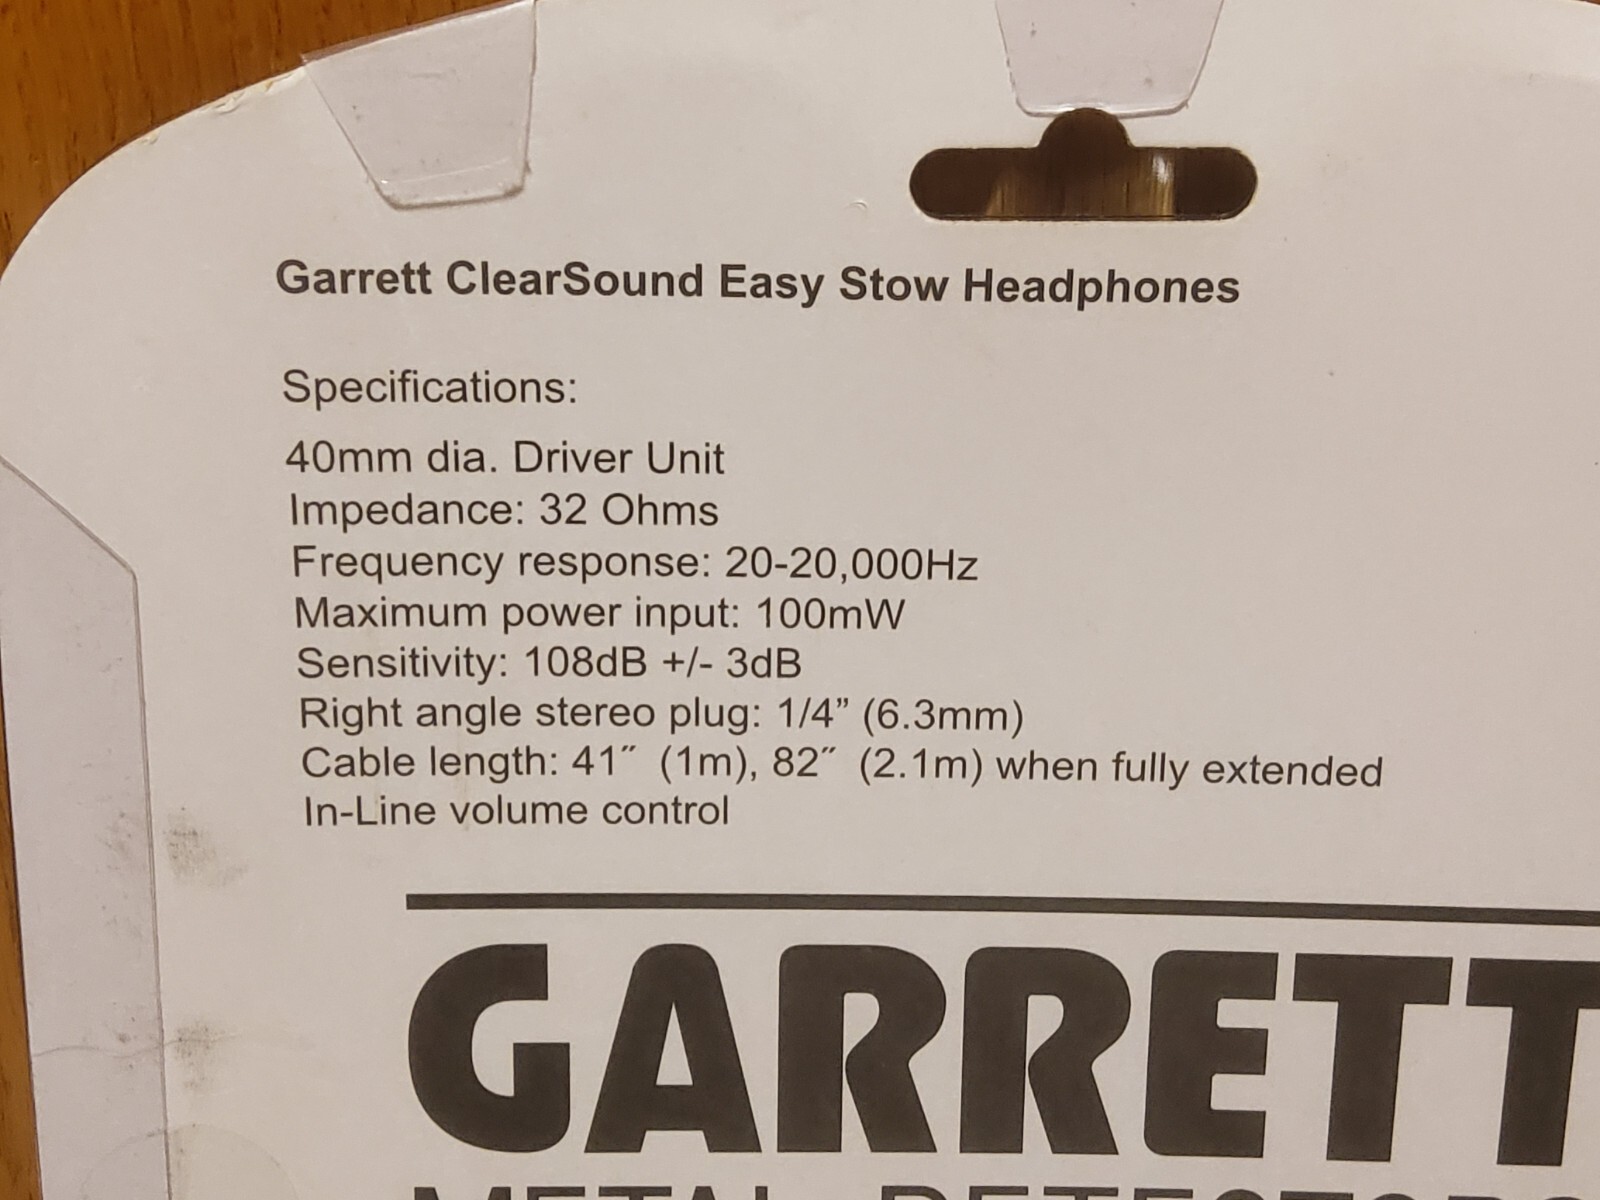 Garrett ClearSound Easy Stow Headphones
Specifications:
40mm dia. Driver Unit
Impedance: 32 Ohms
Frequency response: 20-20,000Hz
Maximum power input: 100mW
Sensitivity: 108dB +/- 3dB
Right angle stereo plug: 1/4” (6.3mm)
Cable length: 41″ (1m), 82″ (2.1m) when fully extended
In-Line volume control
GARRETT
METAL DETECTORS